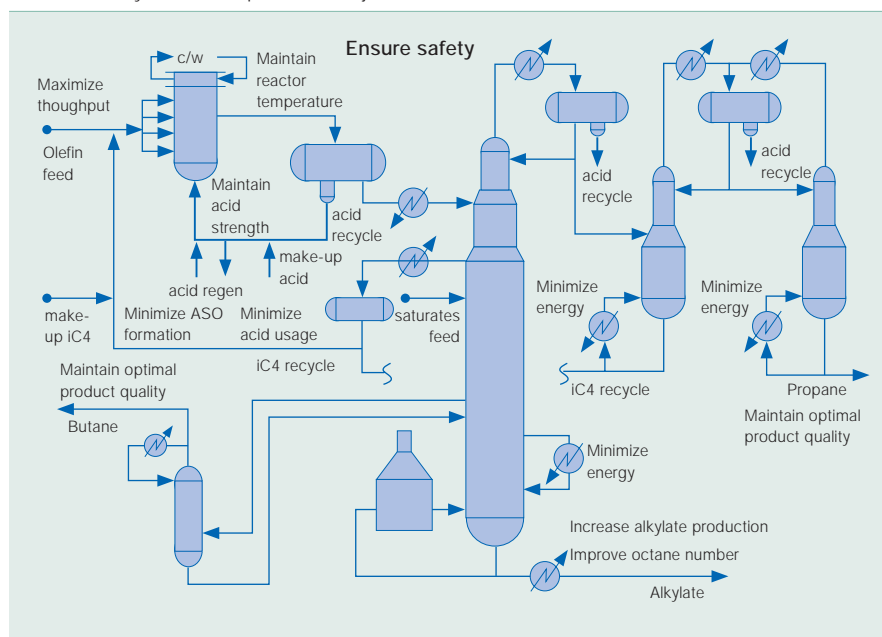 Ensure safety
c/w
Maintain
reactor
temperature
Maximize
thoughput
Olefin
feed
acid
recycle
acid
recycle
Maintain
acid
strength
acid
recycle
make-up
acid
acid regen
Minimize ASO
formation
Minimize
acid usage
make-
up iC4
saturates
feed
Minimize
energy
Minimize
energy
iC4 recycle
iC4 recycle
Propane
Maintain optimal
product quality
Maintain optimal
product quality
Butane
Minimize
energy
Increase alkylate production
Improve octane number
Alkylate